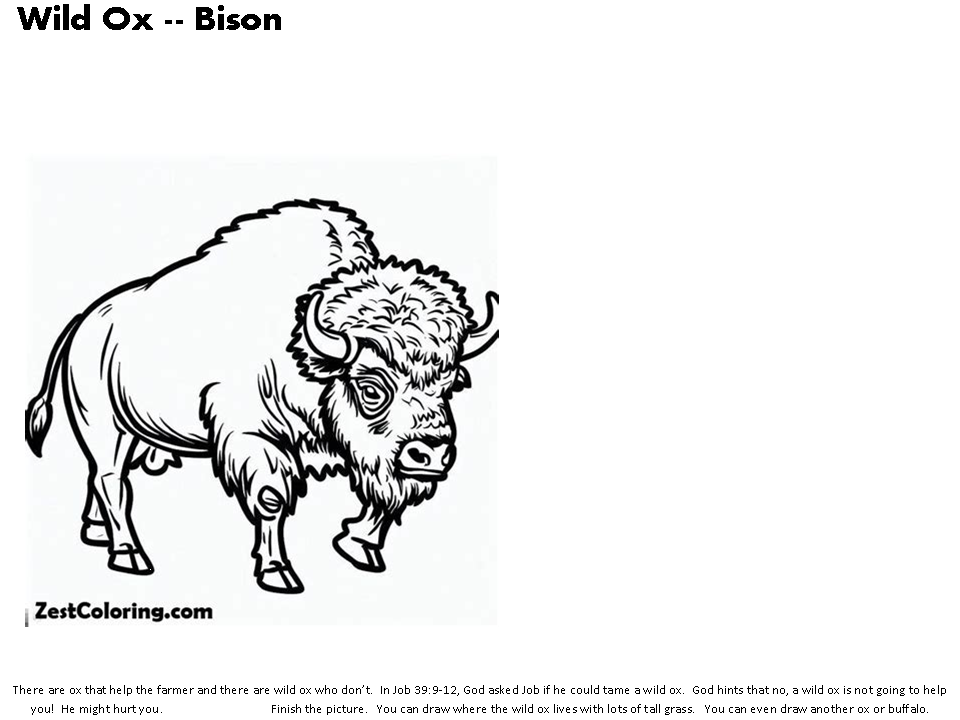 Wild Ox -- Bison
ZestColoring.com
There are ox that help the farmer and there are wild ox who don't.  In Job 39:9-12, God asked Job if he could tame a wild ox.  God hints that no, a wild ox is not going to help
you!  He might hurt you.  Finish the picture.  You can draw where the wild ox lives with lots of tall grass.  You can even draw another ox or buffalo.